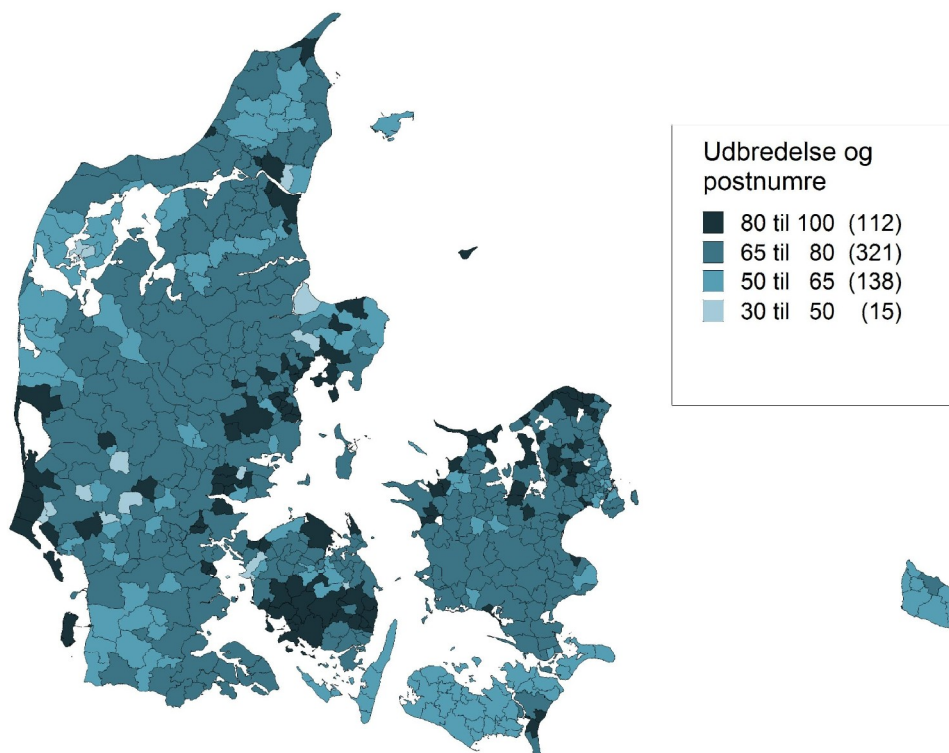 Udbredelse og
postnumre
80 til 100 (112)
65 til 80 (321)
50 til 65 (138)
30 til 50 (15)